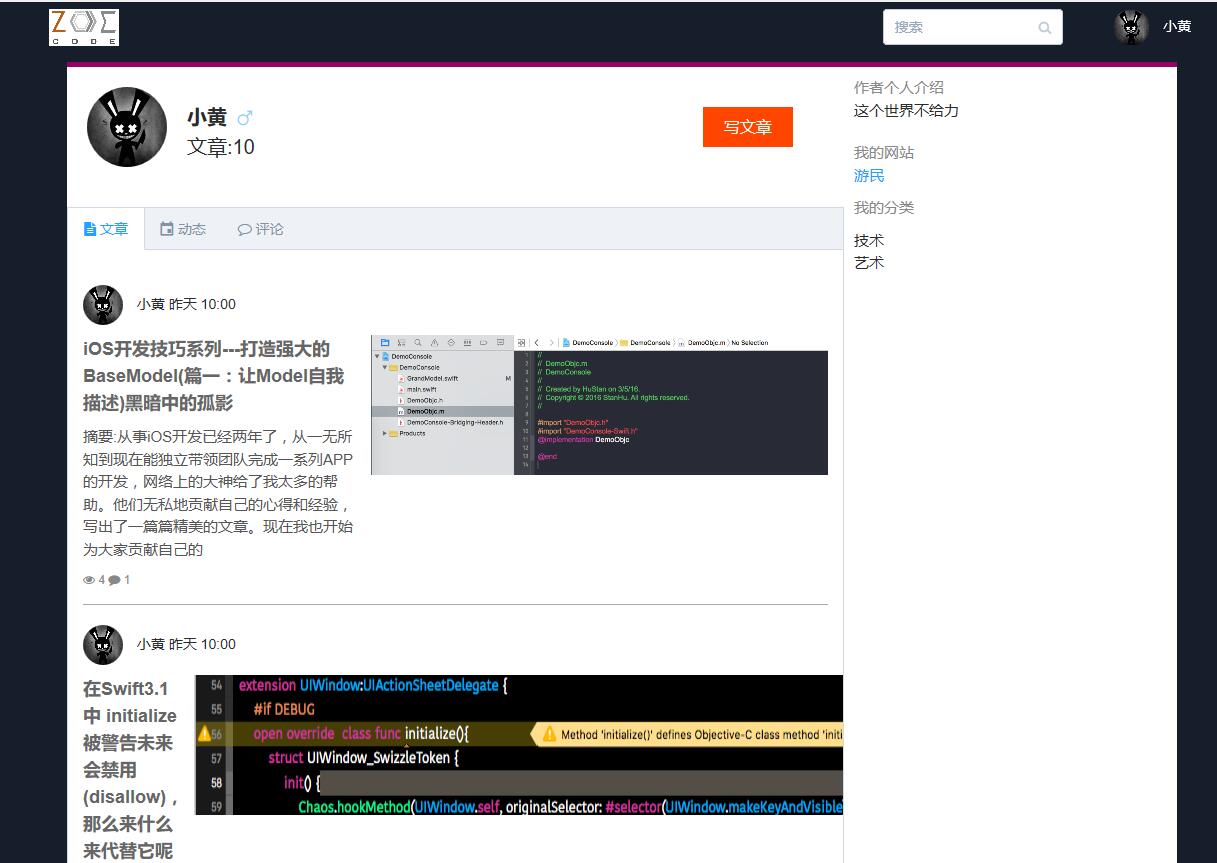 ZOE
CODE
搜索
小黄
小黄 ♂
文章:10
写文章
作者个人介绍
这个世界不给力
我的网站
游民
我的分类
技术
艺术
文章
动态
评论
小黄 昨天 10:00
iOS开发技巧系列---打造强大的
BaseModel(篇一：让Model自我
描述)黑暗中的孤影
摘要:从事iOS开发已经两年了，从一无所
知到现在能独立带领团队完成一系列APP
的开发，网络上的大神给了我太多的帮
助。他们无私地贡献自己的心得和经验，
写出了一篇篇精美的文章。现在我也开始
为大家贡献自己的
4 1
DemoConsole
DemoConsole
GrandModel.swift M
main.swift
DemoObjc.h
DemoObjc.m
DemoConsole-Bridging-Header.h
Products
DemoConsole DemoConsole DemoObjc.m No Selection
1 //
2 // DemoObjc.m
3 // DemoConsole
4 //
5 // Created by HuStan on 3/5/16.
6 // Copyright © 2016 StanHu. All rights reserved.
7 //
8
9 #import "DemoObjc.h"
10 #import "DemoConsole-Swift.h"
11 @implementation DemoObjc
12
13 @end
14
小黄 昨天 10:00
在Swift3.1
中 initialize
被警告未来
会禁用
(disallow)，
那么来什么
来代替它呢
54 extension UIWindow:UIActionSheetDelegate {
55 #if DEBUG
56 open override class func initialize(){ Method 'initialize()' defines Objective-C class method 'initi
57 struct UIWindow_SwizzleToken {
58 init() {
59 Chaos.hookMethod(UIWindow.self, originalSelector: #selector(UIWindow.makeKeyAndVisible